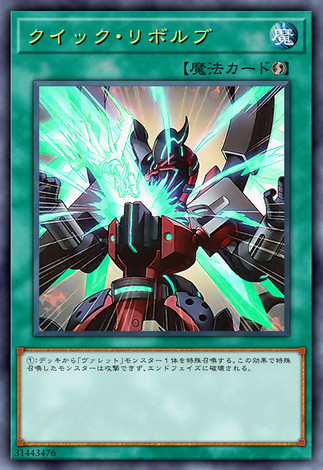 クイック・リボルブ
魔
【魔法カード】
①:デッキから「ヴァレット」モンスター1体を特殊召喚する。この効果で特殊
召喚したモンスターは攻撃できず、エンドフェイズに破壊される。
31443476